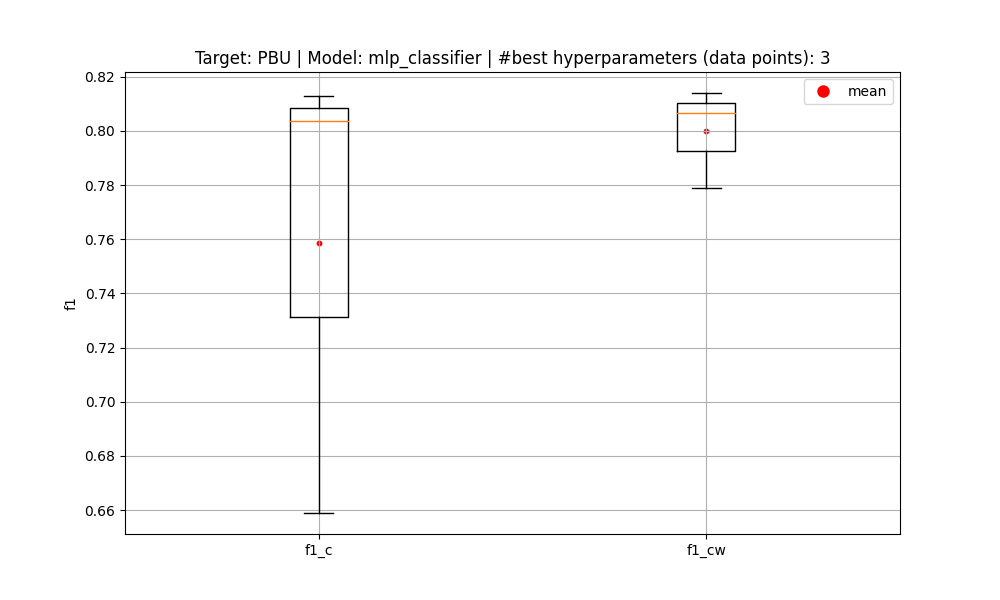 Target: PBU | Model: mlp_classifier | #best hyperparameters (data points): 3
mean
0.82
0.80
0.78
0.76
0.74
0.72
0.70
0.68
0.66
f1
f1_c
f1_cw